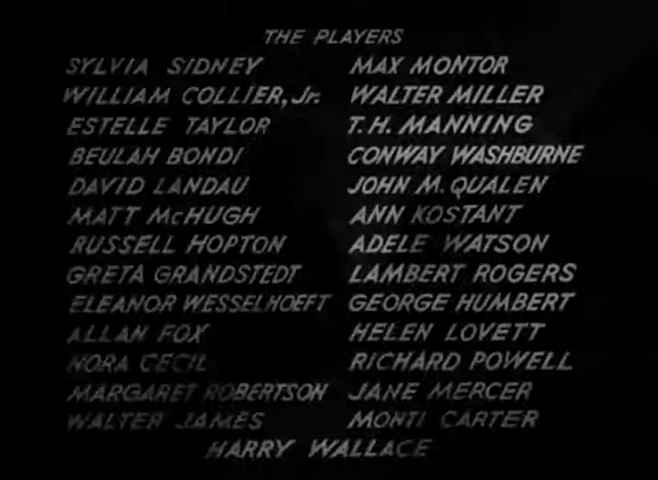 THE PLAYERS
SYLVIA SIDNEY
WILLIAM COLLIER, Jr.
ESTELLE TAYLOR
BEULAH BONDI
DAVID LANDAU
MATT McHUGH
RUSSELL HOPTON
GRETA GRANDSTEDT
ELEANOR WESSELHOEFT
ALLAN FOX
NORA CECIL
MARGARET ROBERTSON
WALTER JAMES
MAX MONTOR
WALTER MILLER
T. H. MANNING
CONWAY WASHBURNE
JOHN M. QUALEN
ANN KOSTANT
ADELE WATSON
LAMBERT ROGERS
GEORGE HUMBERT
HELEN LOVETT
RICHARD POWELL
JANE MERCER
MONTI CARTER
HARRY WALLACE